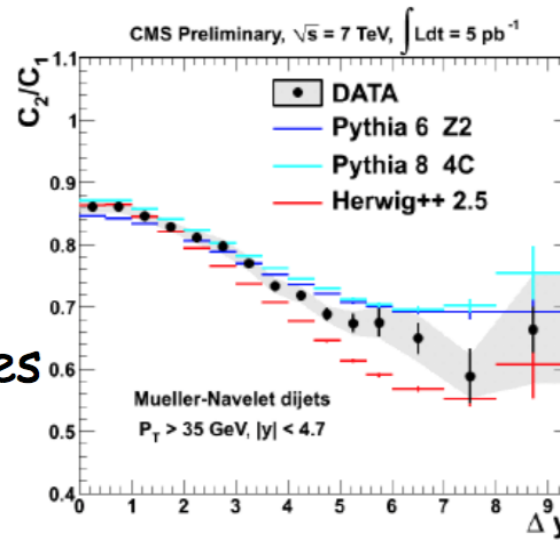 CMS Preliminary, √s = 7 TeV, ∫Ldt = 5 pb⁻¹
C₂/C₁
1.1
1
0.9
0.8
0.7
0.6
0.5
0.4
DATA
Pythia 6 Z2
Pythia 8 4C
Herwig++ 2.5
es
Mueller-Navelet dijets
P_T > 35 GeV, |y| < 4.7
0 1 2 3 4 5 6 7 8 9
Δ y